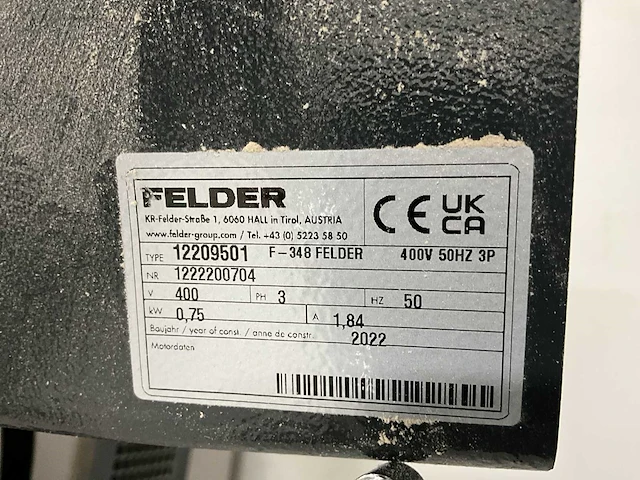 FELDER
KR-Felder-Straße 1, 6060 HALL in Tirol, AUSTRIA
www.felder-group.com / Tel. +43 (0) 5223 58 50
CE UK CA
TYPE 12209501 F-348 FELDER 400V 50HZ 3P
NR 1222200704
V 400 PH 3 HZ 50
kW 0,75 A 1,84
Baujahr / year of const. / anne de constr. 2022
Motordaten